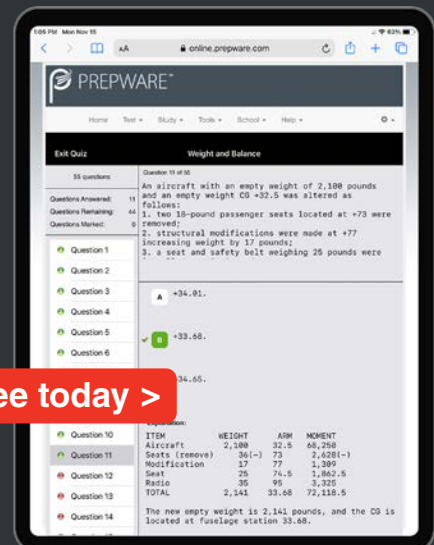 1:05 PM Mon Nov 15
63%
AA
online.prepware.com
PREPWARE™
Home Test Study Tools School Help
Exit Quiz
Weight and Balance
55 questions
Questions Answered: 11
Questions Remaining: 44
Questions Marked: 0
Question 1
Question 2
Question 3
Question 4
Question 5
Question 6
Question 10
Question 11
Question 12
Question 13
Question 14
Question 11 of 55
An aircraft with an empty weight of 2,100 pounds
and an empty weight CG +32.5 was altered as
follows:
1. two 18-pound passenger seats located at +73 were
removed;
2. structural modifications were made at +77
increasing weight by 17 pounds;
3. a seat and safety belt weighing 25 pounds were
A +34.01.
B +33.68.
+34.65.
ee today >
Explanation:
ITEM WEIGHT ARM MOMENT
Aircraft 2,100 32.5 68,250
Seats (remove) 36(-) 73 2,628(-)
Modification 17 77 1,309
Seat 25 74.5 1,862.5
Radio 35 95 3,325
TOTAL 2,141 33.68 72,118.5
The new empty weight is 2,141 pounds, and the CG is
located at fuselage station 33.68.